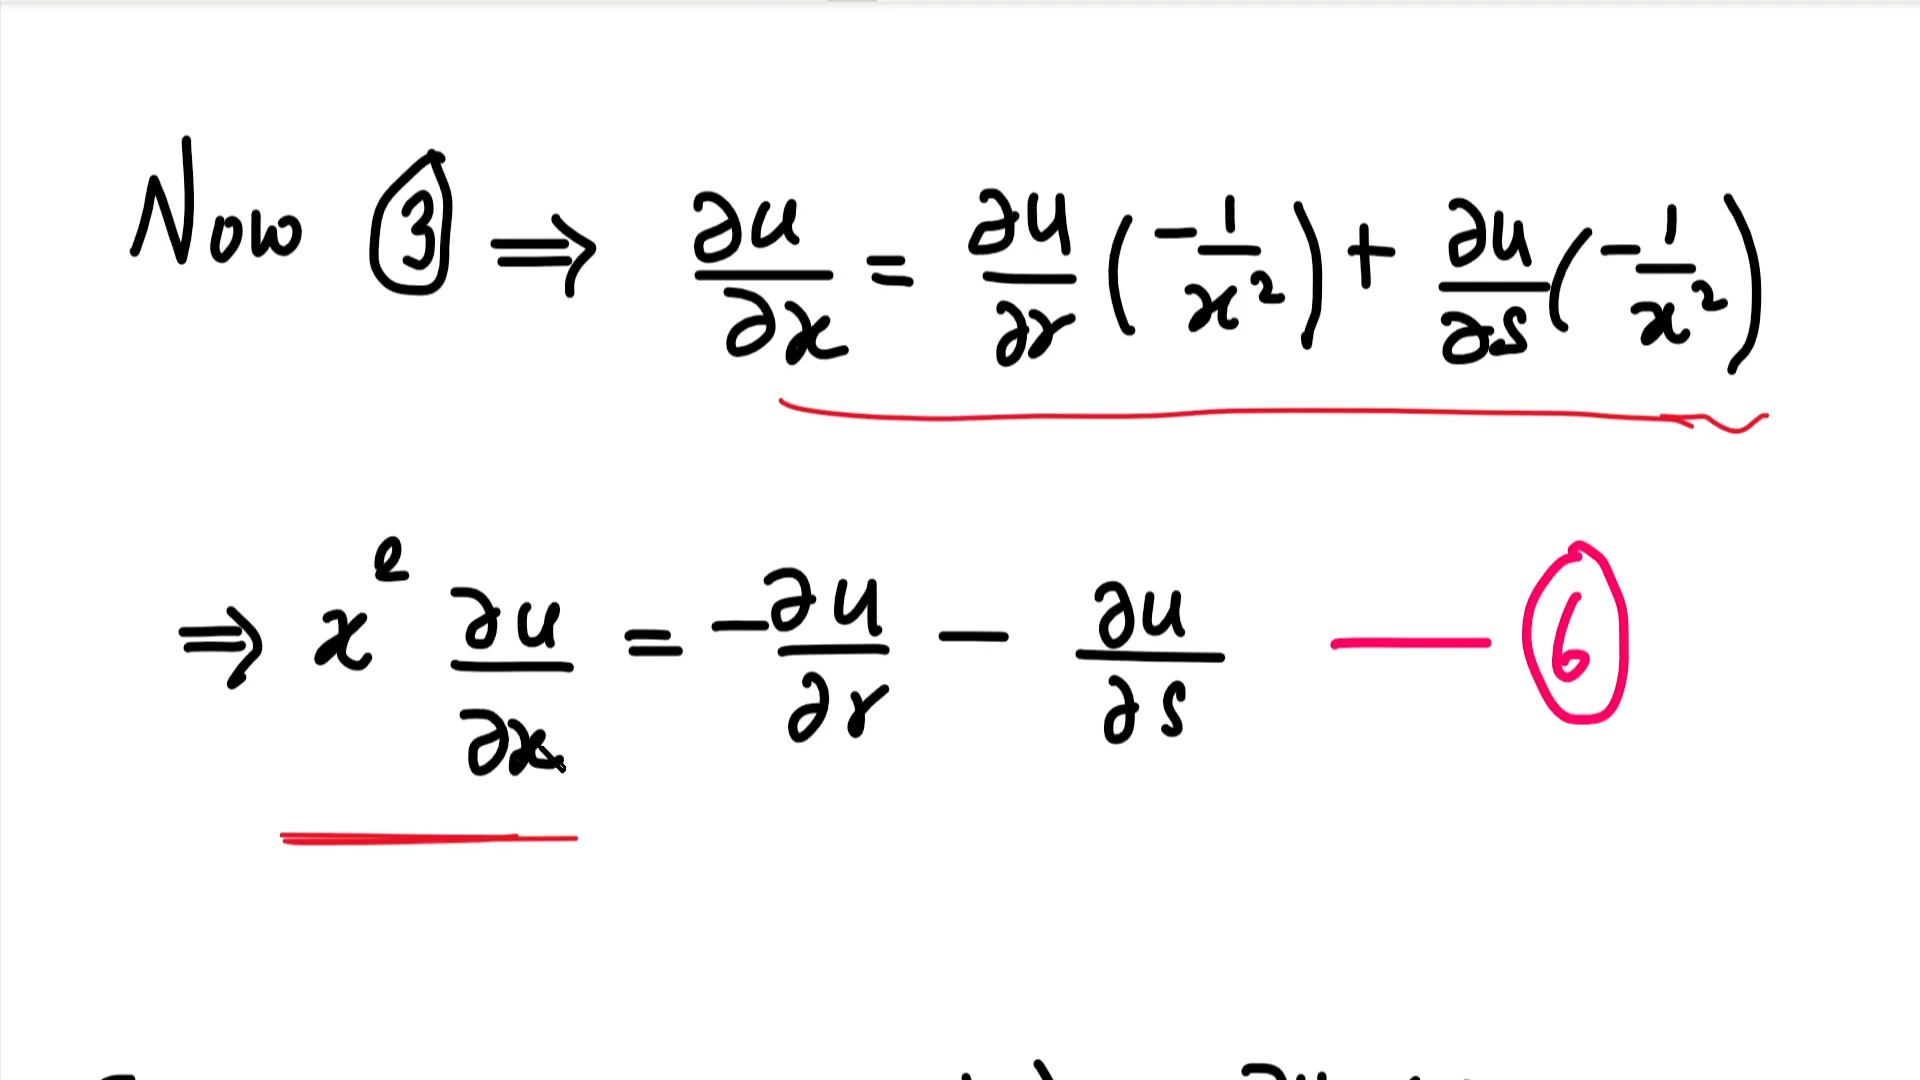 Now ③ ⇒ ∂u/∂x = ∂u/∂r (-1/x²) + ∂u/∂s (-1/x²)
⇒ x² ∂u/∂x = -∂u/∂r - ∂u/∂s — ⑥